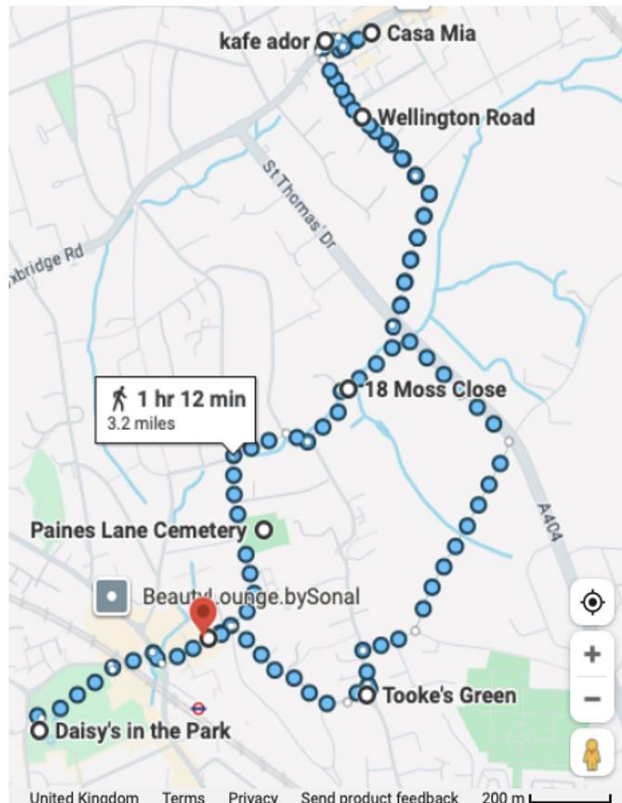 kafe ador
Casa Mia
Wellington Road
St Thomas' Dr
xbridge Rd
18 Moss Close
1 hr 12 min
3.2 miles
Paines Lane Cemetery
A404
BeautyLounge.bySonal
Tooke's Green
Daisy's in the Park
United Kingdom Terms Privacy Send product feedback 200 m